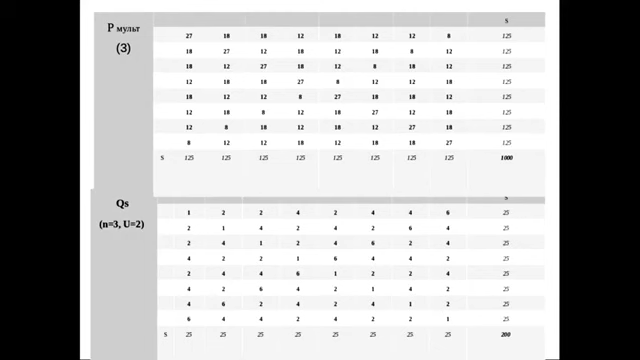 P мульт
(3)
S
27 18 18 12 18 12 12 8 125
18 27 12 18 12 18 8 12 125
18 12 27 18 12 8 18 12 125
12 18 18 27 8 12 12 18 125
18 12 12 8 27 18 18 12 125
12 18 8 12 18 27 12 18 125
12 8 18 12 18 12 27 18 125
8 12 12 18 12 18 18 27 125
S 125 125 125 125 125 125 125 125 1000
Qs
(n=3, U=2)
S
1 2 2 4 2 4 4 6 25
2 1 4 2 4 2 6 4 25
2 4 1 2 4 6 2 4 25
4 2 2 1 6 4 4 2 25
2 4 4 6 1 2 2 4 25
4 2 6 4 2 1 4 2 25
4 6 2 4 2 4 1 2 25
6 4 4 2 4 2 2 1 25
S 25 25 25 25 25 25 25 25 200